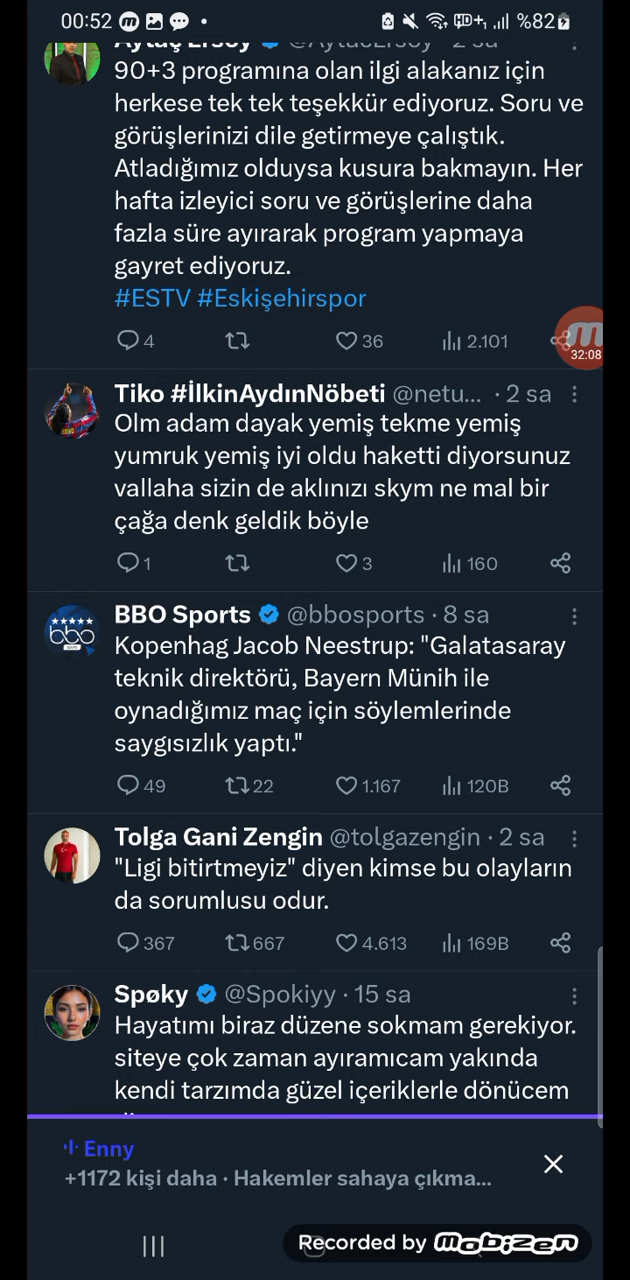 00:52 HD+ %82
Aytaç Ersoy @AytacErsoy · 2 sa
90+3 programına olan ilgi alakanız için
herkese tek tek teşekkür ediyoruz. Soru ve
görüşlerinizi dile getirmeye çalıştık.
Atladığımız olduysa kusura bakmayın. Her
hafta izleyici soru ve görüşlerine daha
fazla süre ayırarak program yapmaya
gayret ediyoruz.
#ESTV #Eskişehirspor
4 36 2.101
32:08
Tiko #İlkinAydınNöbeti @netu... · 2 sa
Olm adam dayak yemiş tekme yemiş
yumruk yemiş iyi oldu haketti diyorsunuz
vallaha sizin de aklınızı skym ne mal bir
çağa denk geldik böyle
1 3 160
BBO Sports @bbosports · 8 sa
bbo
Kopenhag Jacob Neestrup: "Galatasaray
teknik direktörü, Bayern Münih ile
oynadığımız maç için söylemlerinde
saygısızlık yaptı."
49 22 1.167 120B
Tolga Gani Zengin @tolgazengin · 2 sa
"Ligi bitirtmeyiz" diyen kimse bu olayların
da sorumlusu odur.
367 667 4.613 169B
Spøky @Spokiyy · 15 sa
Hayatımı biraz düzene sokmam gerekiyor.
siteye çok zaman ayıramıcam yakında
kendi tarzımda güzel içeriklerle dönücem
Enny
+1172 kişi daha · Hakemler sahaya çıkma...
Recorded by mobizen